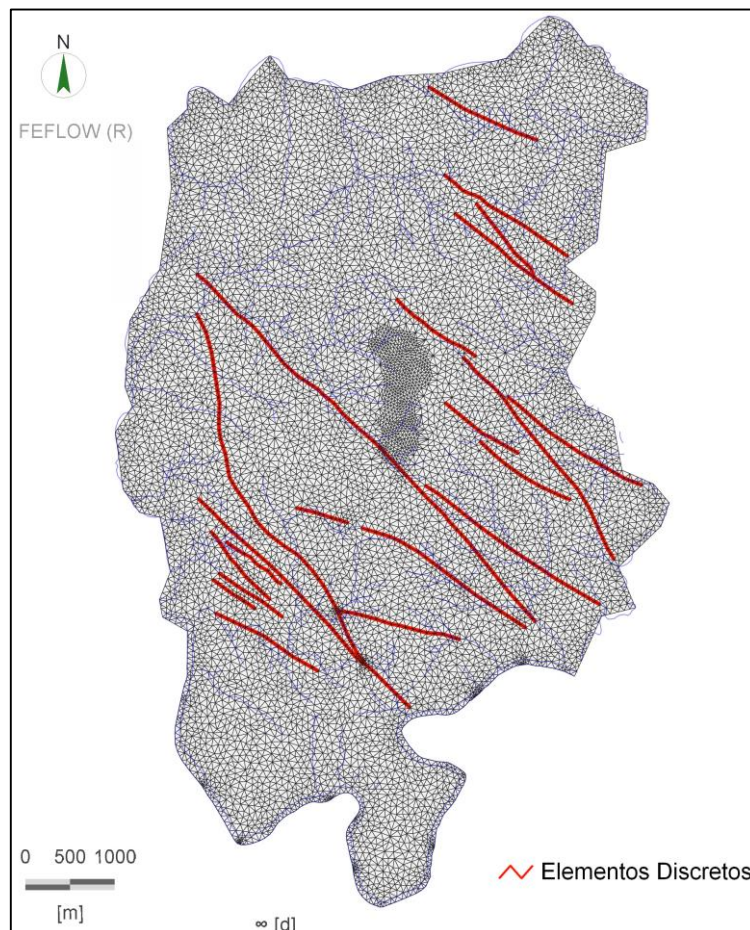 N
FEFLOW (R)
0 500 1000
[m]
∞ [d]
Elementos Discretos